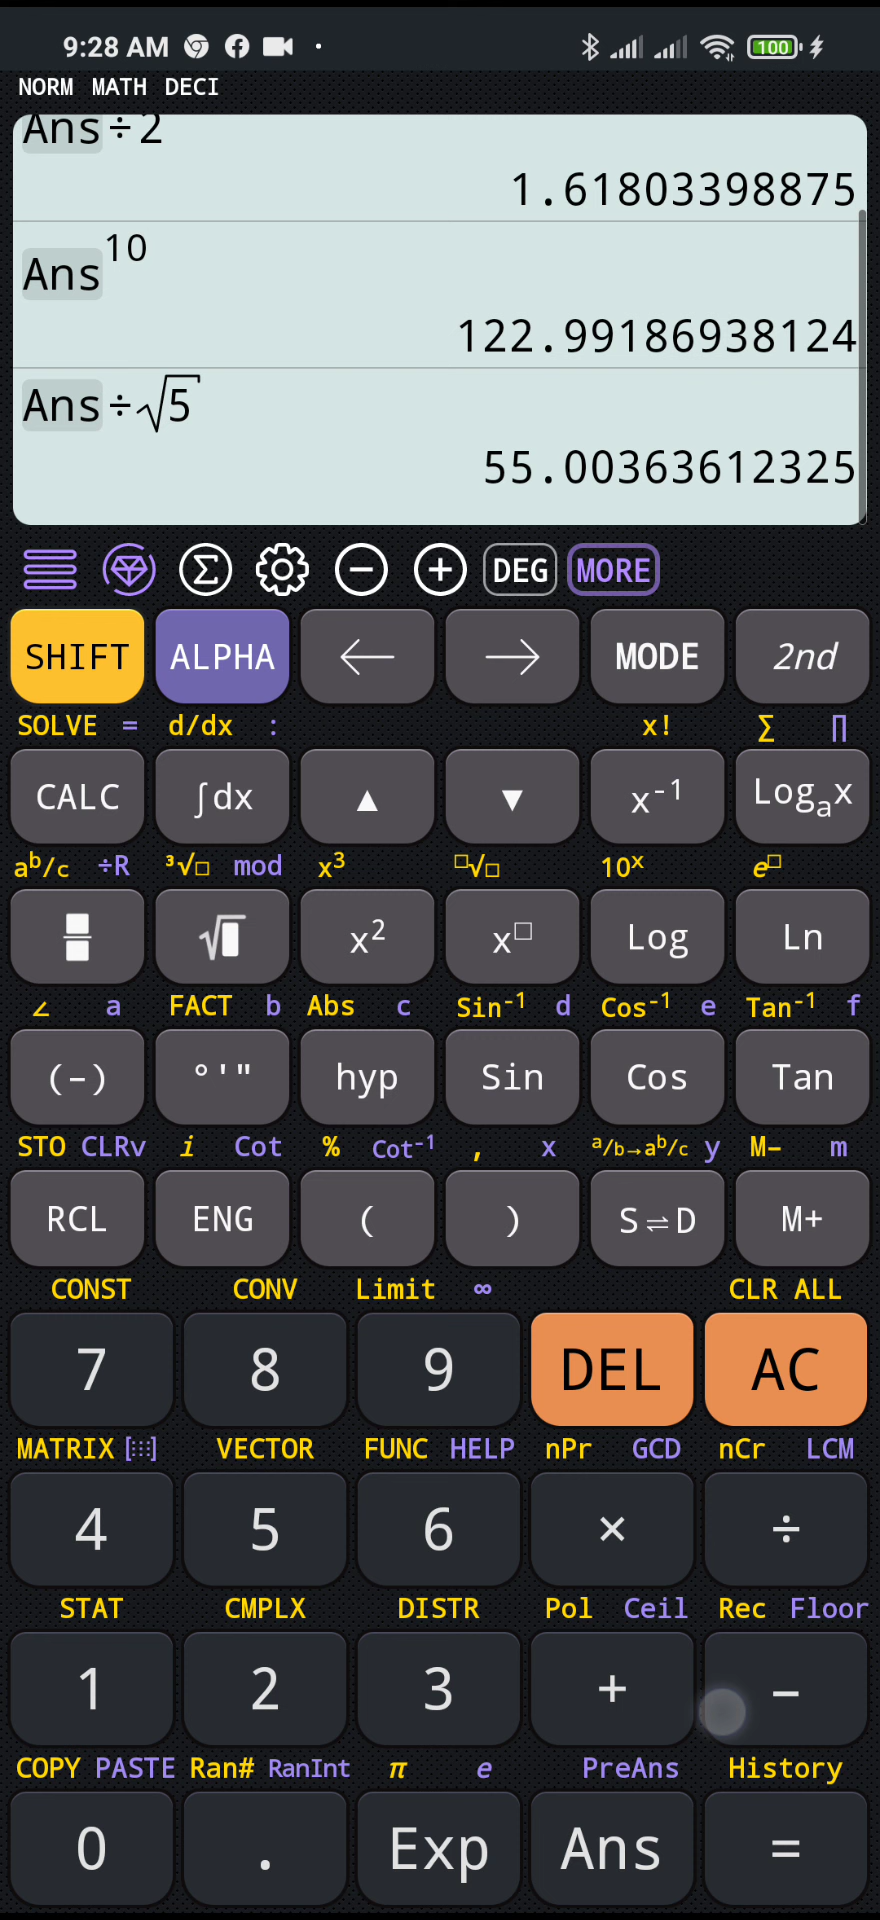 9:28 AM 100
NORM MATH DECI
Ans÷2
1.61803398875
Ans¹⁰
122.99186938124
Ans÷√5
55.00363612325
DEG MORE
SHIFT ALPHA ← → MODE 2nd
SOLVE = d/dx : x! ∑ ∏
CALC ∫dx ▲ ▼ x⁻¹ Logₐx
aᵇ/c ÷R ³√□ mod x³ □√□ 10ˣ e□
x² x□ Log Ln
∠ a FACT b Abs c Sin⁻¹ d Cos⁻¹ e Tan⁻¹ f
(−) °'" hyp Sin Cos Tan
STO CLRv i Cot % Cot⁻¹ , x a/b→aᵇ/c y M− m
RCL ENG ( ) S⇌D M+
CONST CONV Limit ∞ CLR ALL
7 8 9 DEL AC
MATRIX VECTOR FUNC HELP nPr GCD nCr LCM
4 5 6 × ÷
STAT CMPLX DISTR Pol Ceil Rec Floor
1 2 3 + −
COPY PASTE Ran# RanInt π e PreAns History
0 . Exp Ans =